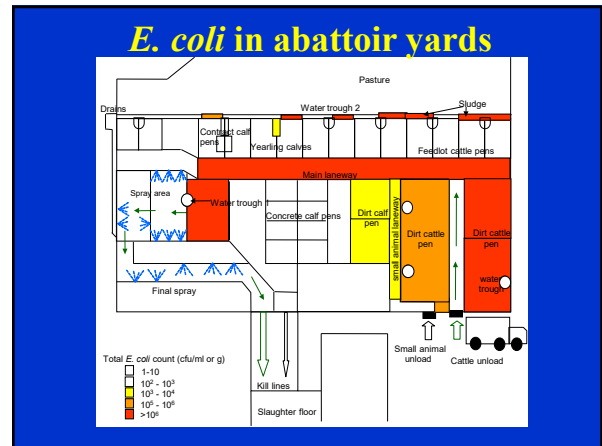 E. coli in abattoir yards
Pasture
Drains
Water trough 2
Sludge
Contract calf
pens
Yearling calves
Feedlot cattle pens
Main laneway
Spray area
Water trough 1
Concrete calf pens
Dirt calf
pen
small animal laneway
Dirt cattle
pen
Dirt cattle
pen
water
trough
Final spray
Small animal
unload
Cattle unload
Total E. coli count (cfu/ml or g)
1-10
10² - 10³
10³ - 10⁴
10⁵ - 10⁶
>10⁶
Kill lines
Slaughter floor